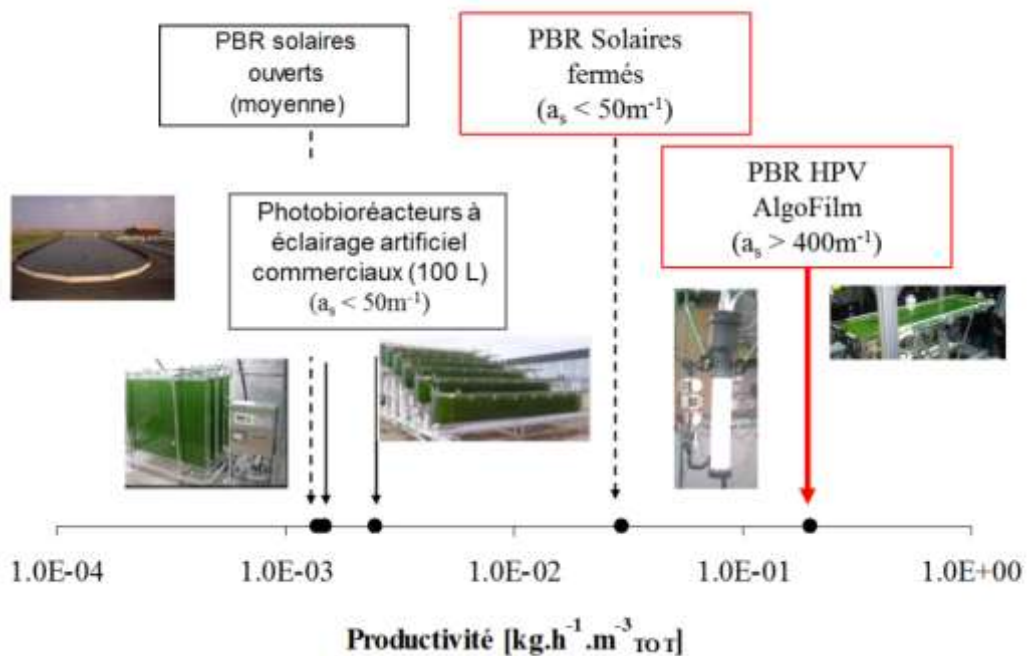 PBR solaires
ouverts
(moyenne)
PBR Solaires
fermés
(aₛ < 50m⁻¹)
PBR HPV
AlgoFilm
(aₛ > 400m⁻¹)
Photobioréacteurs à
éclairage artificiel
commerciaux (100 L)
(aₛ < 50m⁻¹)
1.0E-04 1.0E-03 1.0E-02 1.0E-01 1.0E+00
Productivité [kg.h⁻¹.m⁻³ TOT]